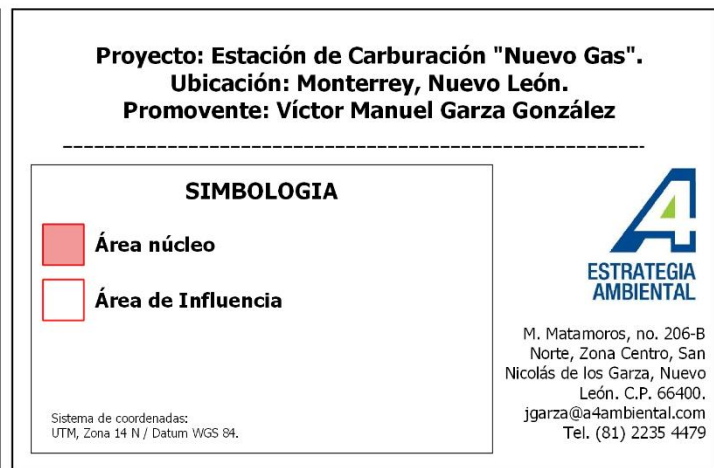 Proyecto: Estación de Carburación "Nuevo Gas".
Ubicación: Monterrey, Nuevo León.
Promovente: Víctor Manuel Garza González
SIMBOLOGIA
Área núcleo
Área de Influencia
Sistema de coordenadas:
UTM, Zona 14 N / Datum WGS 84.
A4
ESTRATEGIA
AMBIENTAL
M. Matamoros, no. 206-B
Norte, Zona Centro, San
Nicolás de los Garza, Nuevo
León. C.P. 66400.
jgarza@a4ambiental.com
Tel. (81) 2235 4479